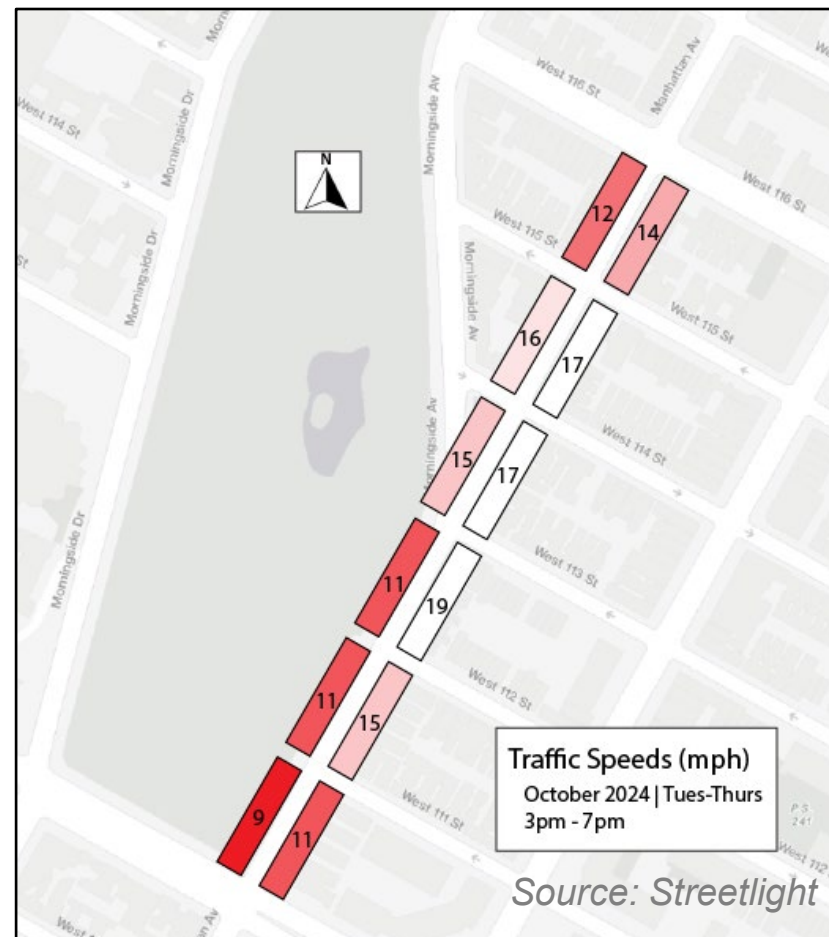 Morningside Av
Manhattan Av
West 116 St
West 114 St
Morningside Dr
N
West 116 St
12
14
West 115 St
Morningside Dr
Morningside Av
West 115 St
16
17
Morningside Av
West 114 St
15
17
Morningside Dr
11
West 113 St
19
11
15
West 112 St
Traffic Speeds (mph)
October 2024 | Tues-Thurs
3pm - 7pm
9
11
West 111 St
P.S.
241
West 112
Source: Streetlight